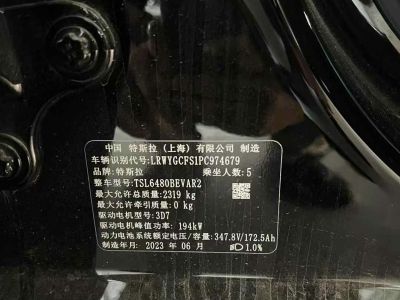 中国 特斯拉(上海)有限公司 制造
车辆识别代号: LRWYGCFS1PC974679
品牌: 特斯拉 乘坐人数: 5
整车型号: TSL6480BEVAR2
最大允许总质量: 2319 kg
最大允许牵引质量: 0 kg
驱动电机型号: 3D7
驱动电机峰值功率: 194kW
动力电池系统额定电压/容量: 347.8V/172.5Ah
制造年月: 2023 年 06 月 1.0%